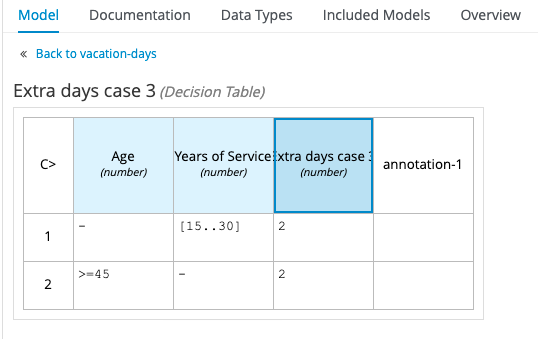 Model Documentation Data Types Included Models Overview
« Back to vacation-days
Extra days case 3 (Decision Table)
C> Age (number) Years of Service (number) xtra days case (number) annotation-1
1 - [15..30] 2
2 >=45 - 2